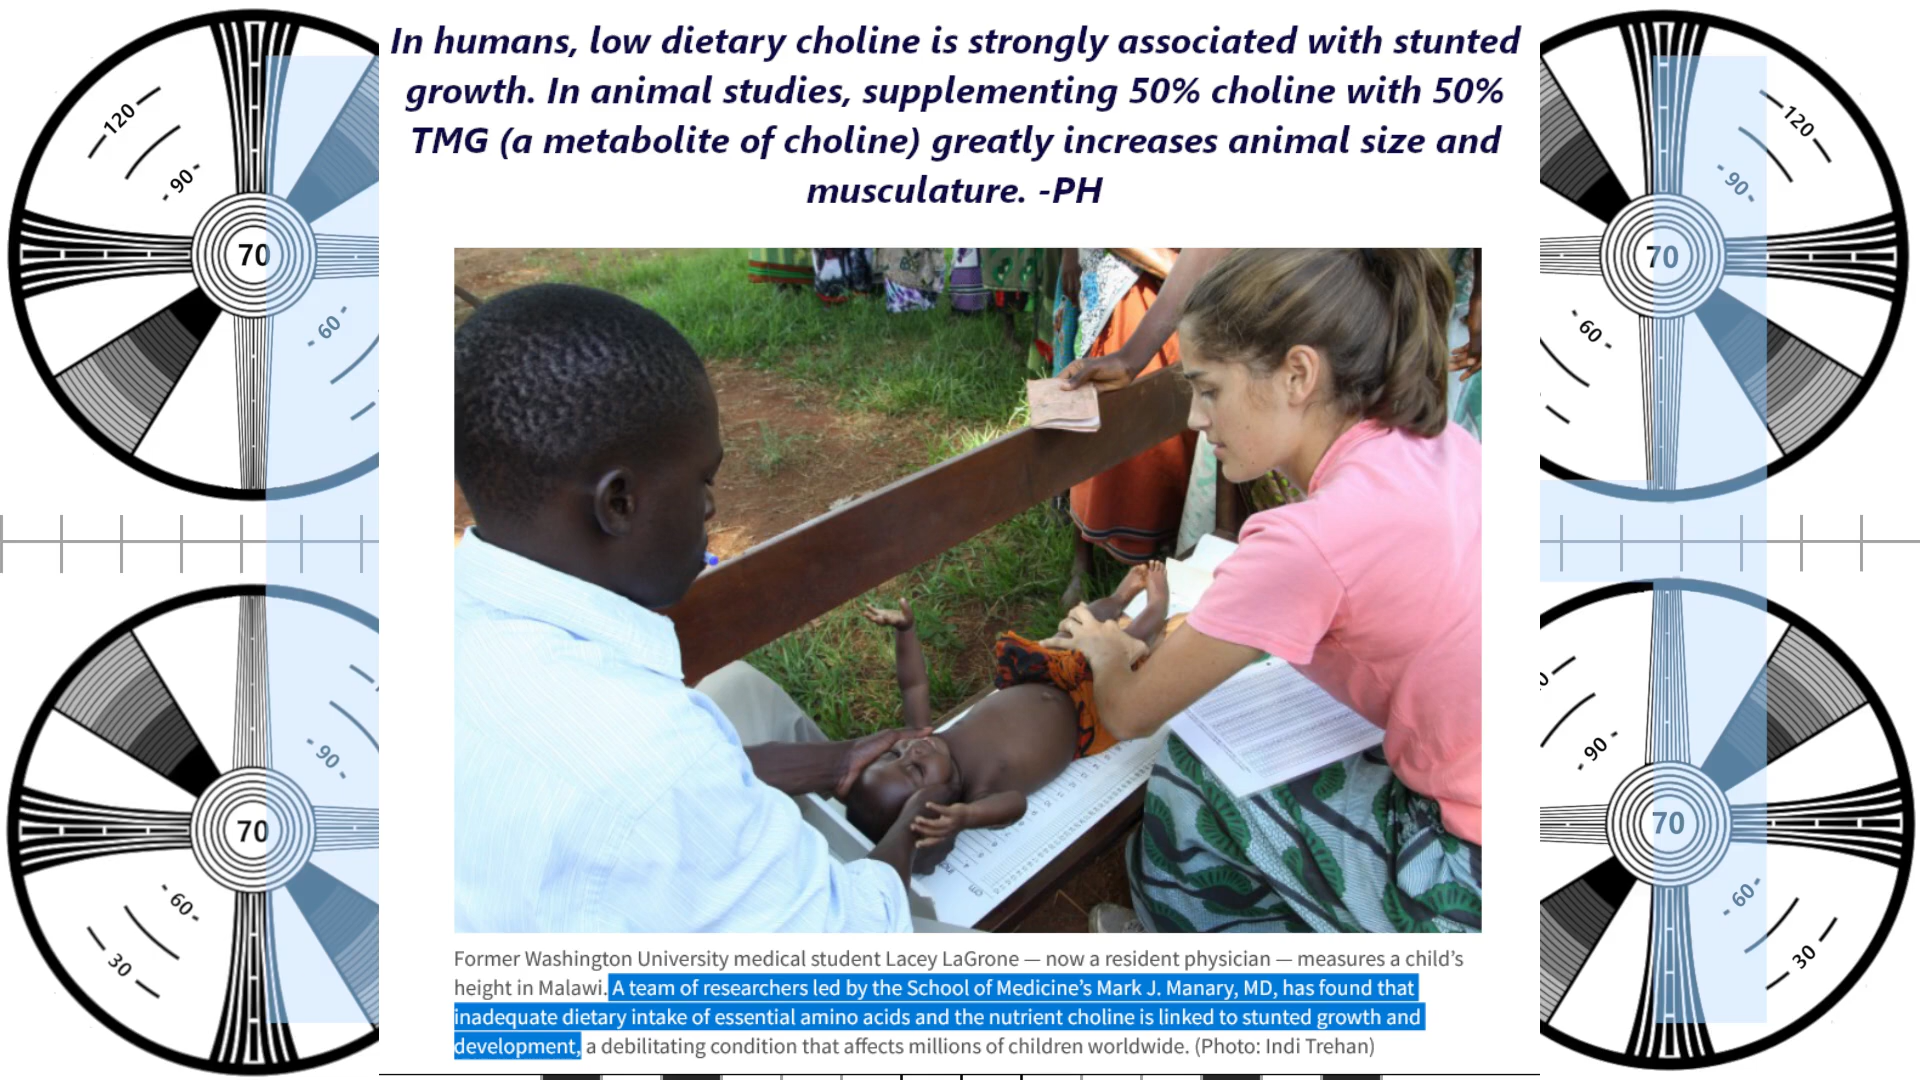 In humans, low dietary choline is strongly associated with stunted
growth. In animal studies, supplementing 50% choline with 50%
TMG (a metabolite of choline) greatly increases animal size and
musculature. -PH
120
- 90 -
70
- 60 -
120
- 90 -
70
- 60 -
Former Washington University medical student Lacey LaGrone — now a resident physician — measures a child’s
height in Malawi. A team of researchers led by the School of Medicine’s Mark J. Manary, MD, has found that
inadequate dietary intake of essential amino acids and the nutrient choline is linked to stunted growth and
development, a debilitating condition that affects millions of children worldwide. (Photo: Indi Trehan)
- 90 -
70
- 60 -
30
- 90 -
70
- 60 -
30